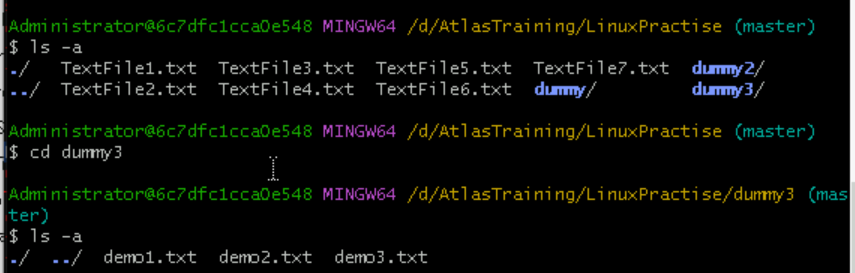 Administrator@6c7dfc1cca0e548 MINGW64 /d/AtlasTraining/LinuxPractise (master)
$ ls -a
./   TextFile1.txt  TextFile3.txt  TextFile5.txt  TextFile7.txt  dummy2/
../  TextFile2.txt  TextFile4.txt  TextFile6.txt  dummy/         dummy3/
Administrator@6c7dfc1cca0e548 MINGW64 /d/AtlasTraining/LinuxPractise (master)
$ cd dummy3
Administrator@6c7dfc1cca0e548 MINGW64 /d/AtlasTraining/LinuxPractise/dummy3 (mas
ter)
$ ls -a
./  ../  demo1.txt  demo2.txt  demo3.txt